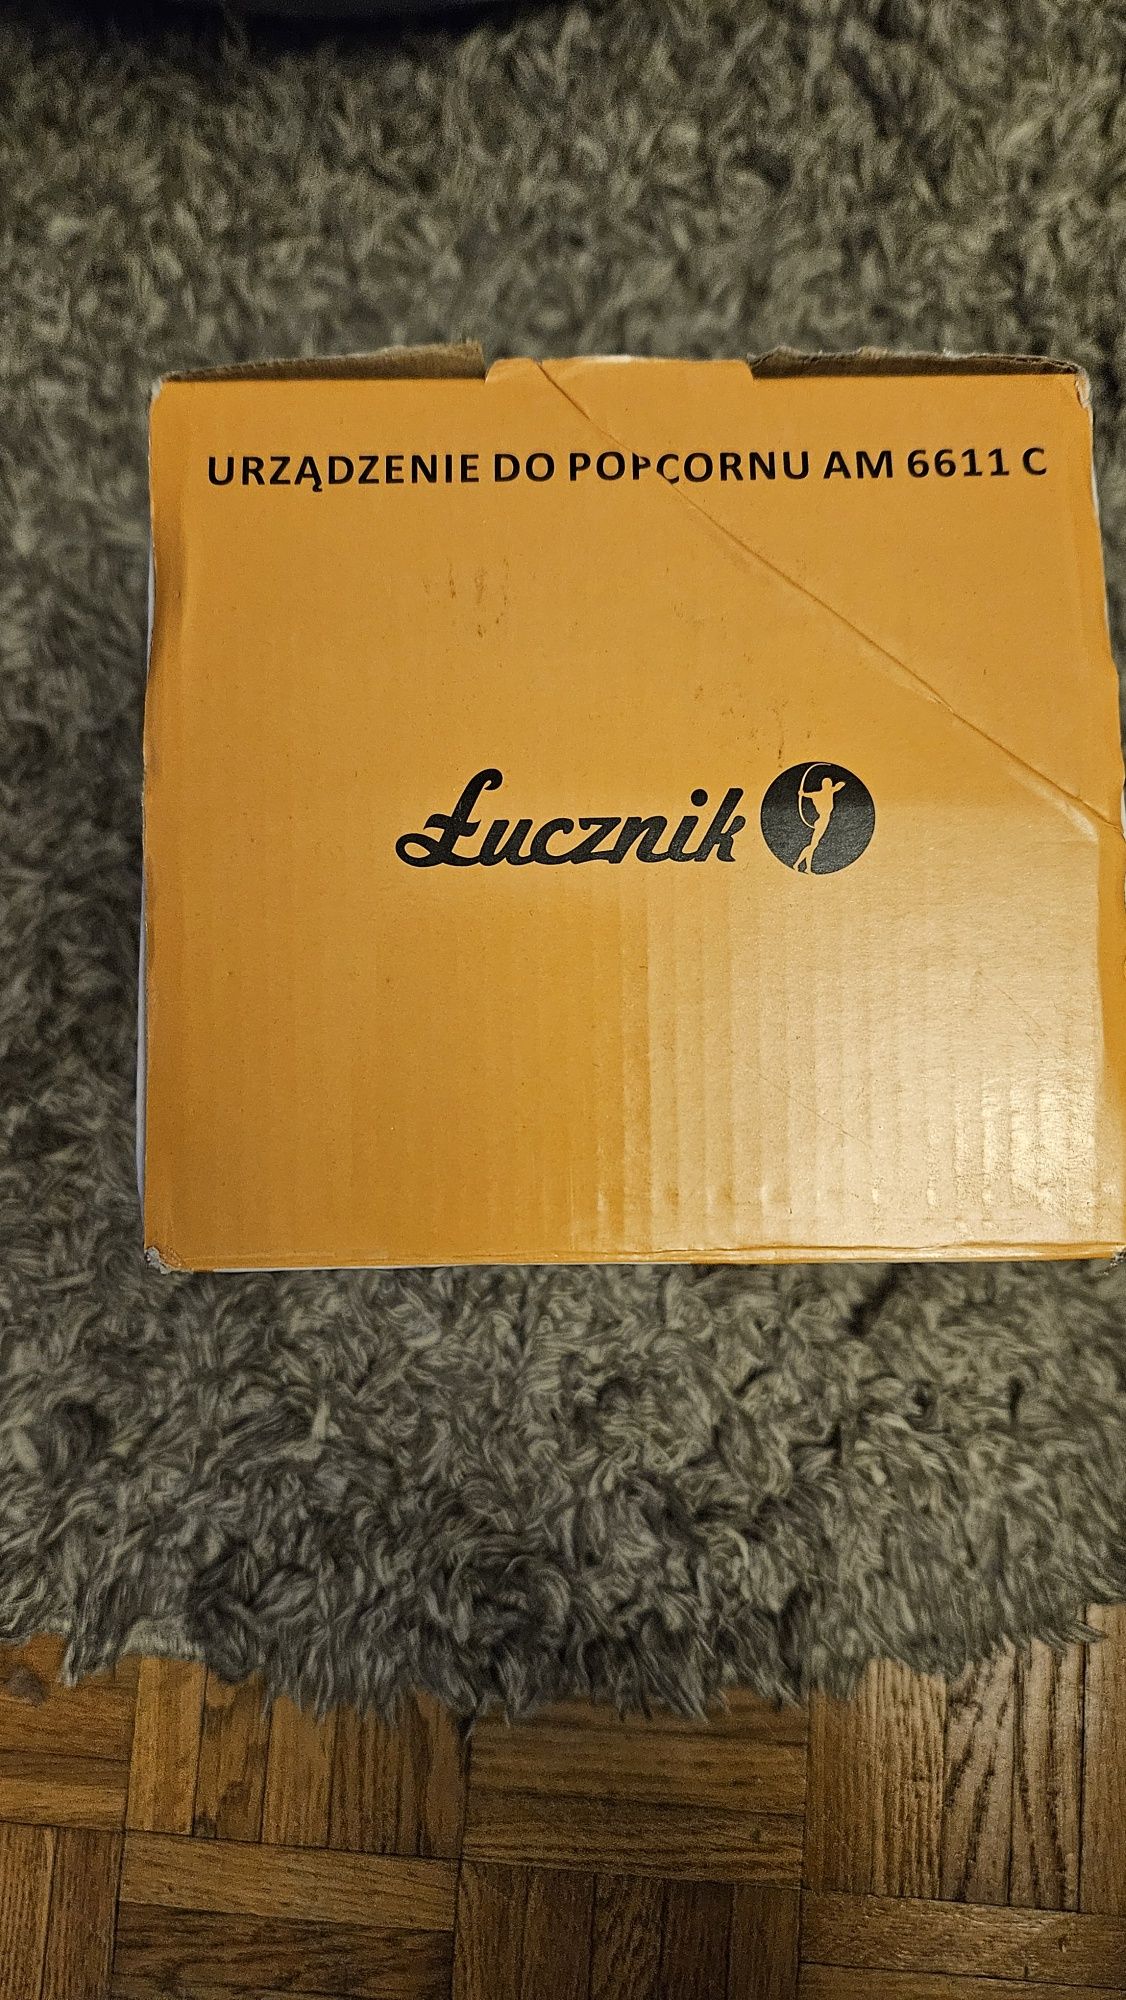 URZĄDZENIE DO POPCORNU AM 6611 C
Łucznik